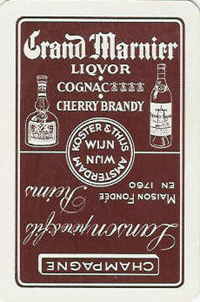 Grand Marnier
LIQVOR
COGNAC ****
CHERRY BRANDY
KOSTER & THIJS
WIJN
WIJN
AMSTERDAM
CHAMPAGNE
Lanson père & fils
Reims
MAISON FONDÉE
EN 1760